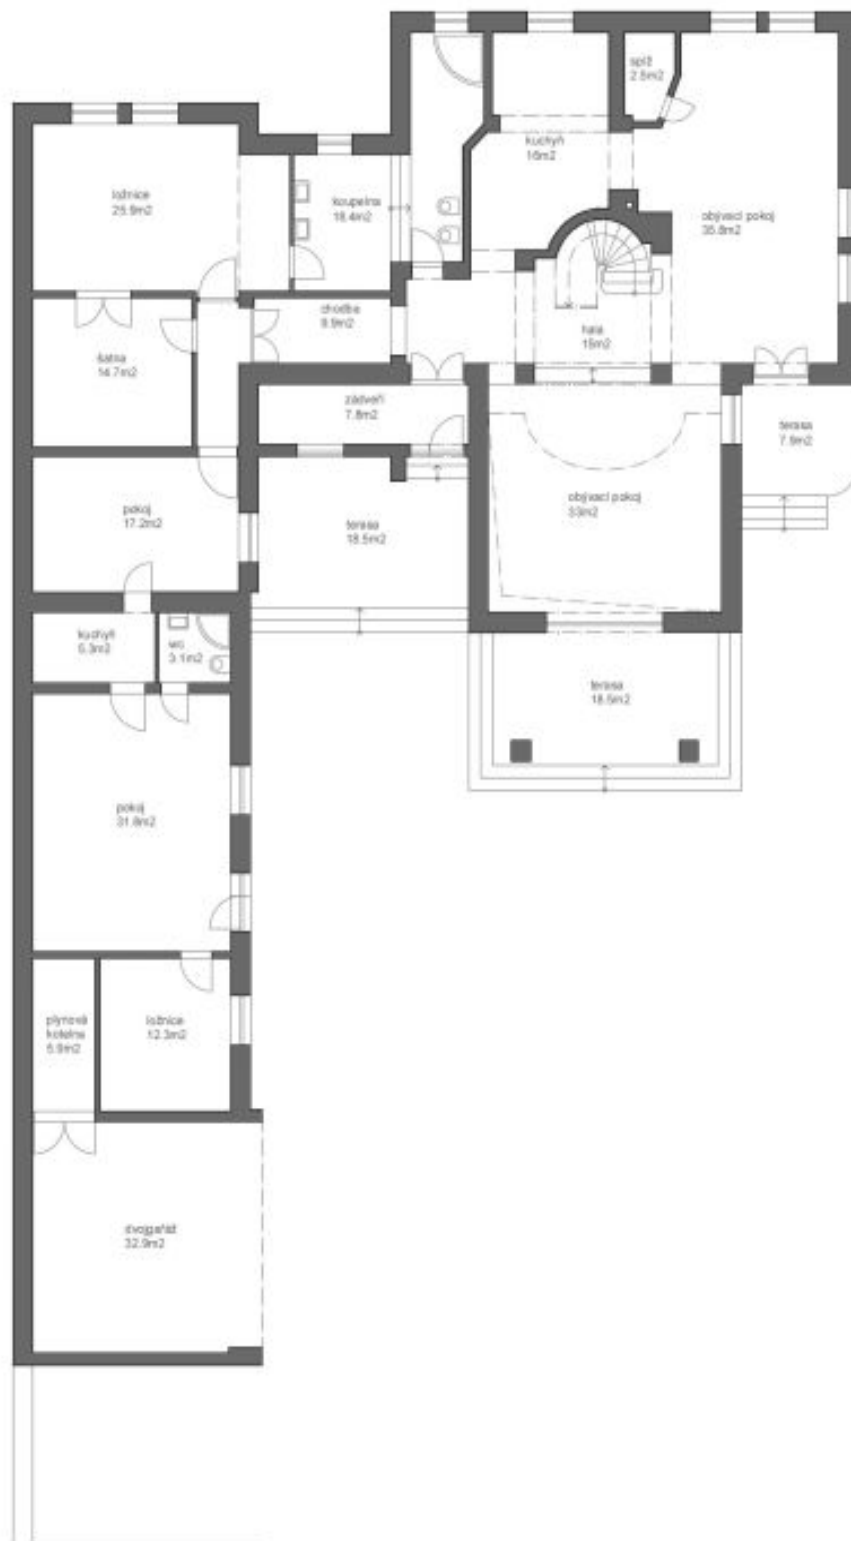 spíž
2.5m2
kuchyň
16m2
ložnice
25.9m2
koupelna
18.4m2
obývací pokoj
35.8m2
chodba
9.9m2
hala
15m2
šatna
14.7m2
zádveří
7.8m2
terasa
7.9m2
pokoj
17.2m2
terasa
18.5m2
obývací pokoj
33m2
kuchyň
5.3m2
wc
3.1m2
terasa
18.5m2
pokoj
31.8m2
plynová
kotelna
5.9m2
ložnice
12.3m2
dvojgaráž
32.9m2